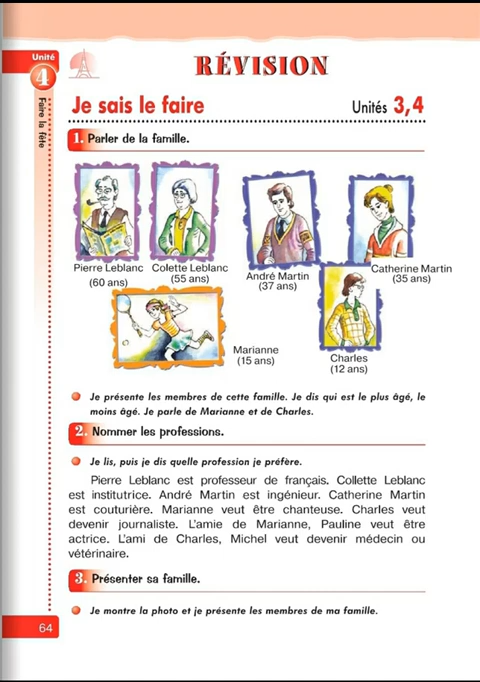 Unité
4
Faire la fête
RÉVISION
Je sais le faire
Unités 3,4
1. Parler de la famille.
Pierre Leblanc
(60 ans)
Colette Leblanc
(55 ans)
André Martin
(37 ans)
Catherine Martin
(35 ans)
Marianne
(15 ans)
Charles
(12 ans)
Je présente les membres de cette famille. Je dis qui est le plus âgé, le
moins âgé. Je parle de Marianne et de Charles.
2. Nommer les professions.
Je lis, puis je dis quelle profession je préfère.
Pierre Leblanc est professeur de français. Collette Leblanc
est institutrice. André Martin est ingénieur. Catherine Martin
est couturière. Marianne veut être chanteuse. Charles veut
devenir journaliste. L'amie de Marianne, Pauline veut être
actrice. L'ami de Charles, Michel veut devenir médecin ou
vétérinaire.
3. Présenter sa famille.
Je montre la photo et je présente les membres de ma famille.
64